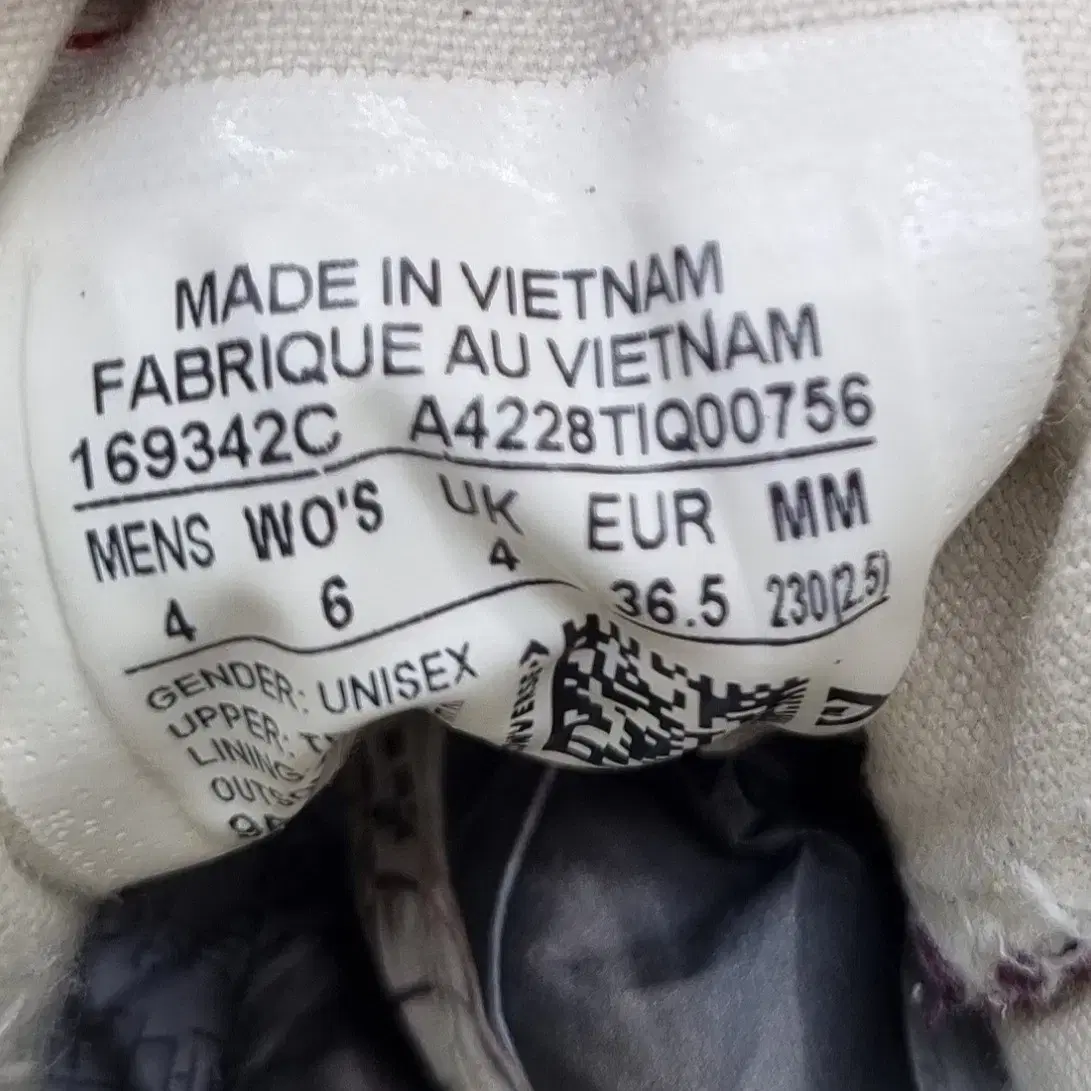 MADE IN VIETNAM
FABRIQUE AU VIETNAM
169342C A4228TIQ00756
MENS WO'S UK EUR MM
4 6 4 36.5 230(2.5)
GENDER: UNISEX
UPPER:
LINING